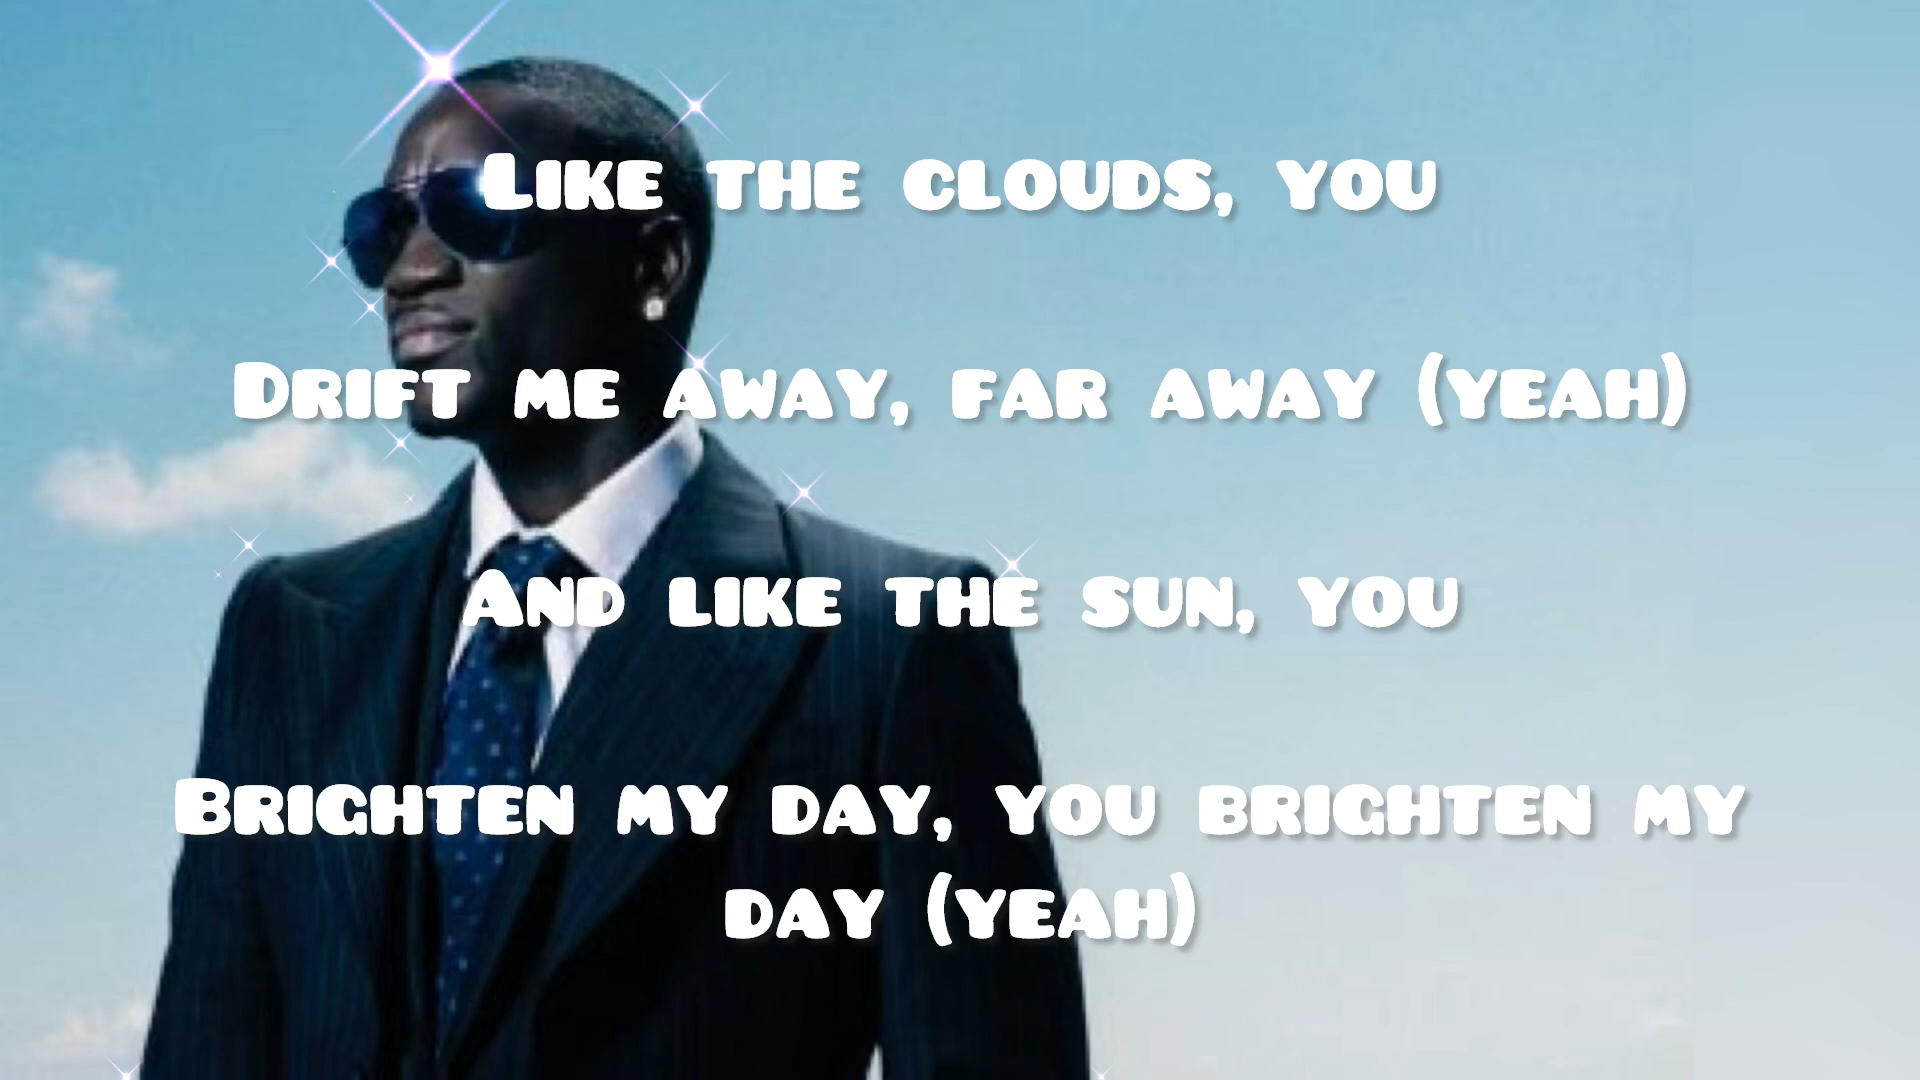 Like the clouds, you
Drift me away, far away (yeah)
And like the sun, you
Brighten my day, you brighten my
day (yeah)